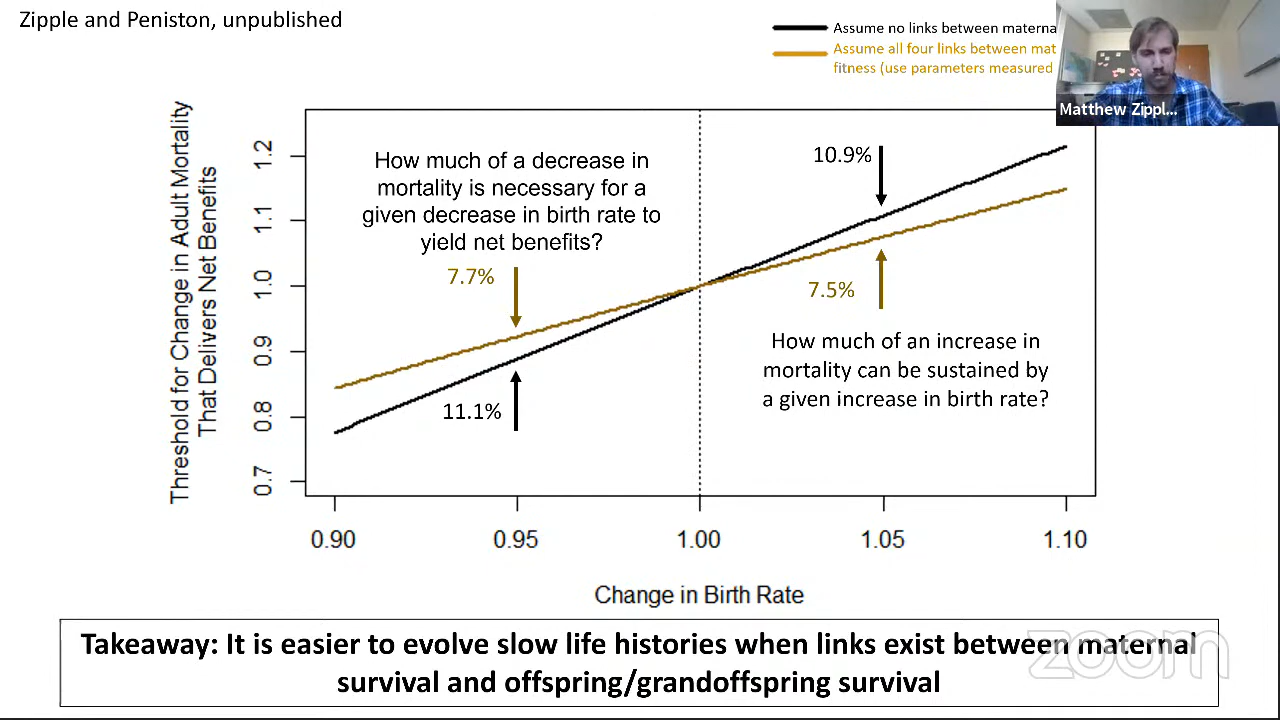 Zipple and Peniston, unpublished
Assume no links between materna
Assume all four links between mat
fitness (use parameters measured
Matthew Zippl...
Threshold for Change in Adult Mortality
That Delivers Net Benefits
1.2
1.1
1.0
0.9
0.8
0.7
How much of a decrease in
mortality is necessary for a
given decrease in birth rate to
yield net benefits?
7.7%
11.1%
10.9%
7.5%
How much of an increase in
mortality can be sustained by
a given increase in birth rate?
0.90
0.95
1.00
1.05
1.10
Change in Birth Rate
Takeaway: It is easier to evolve slow life histories when links exist between maternal
survival and offspring/grandoffspring survival
zoom